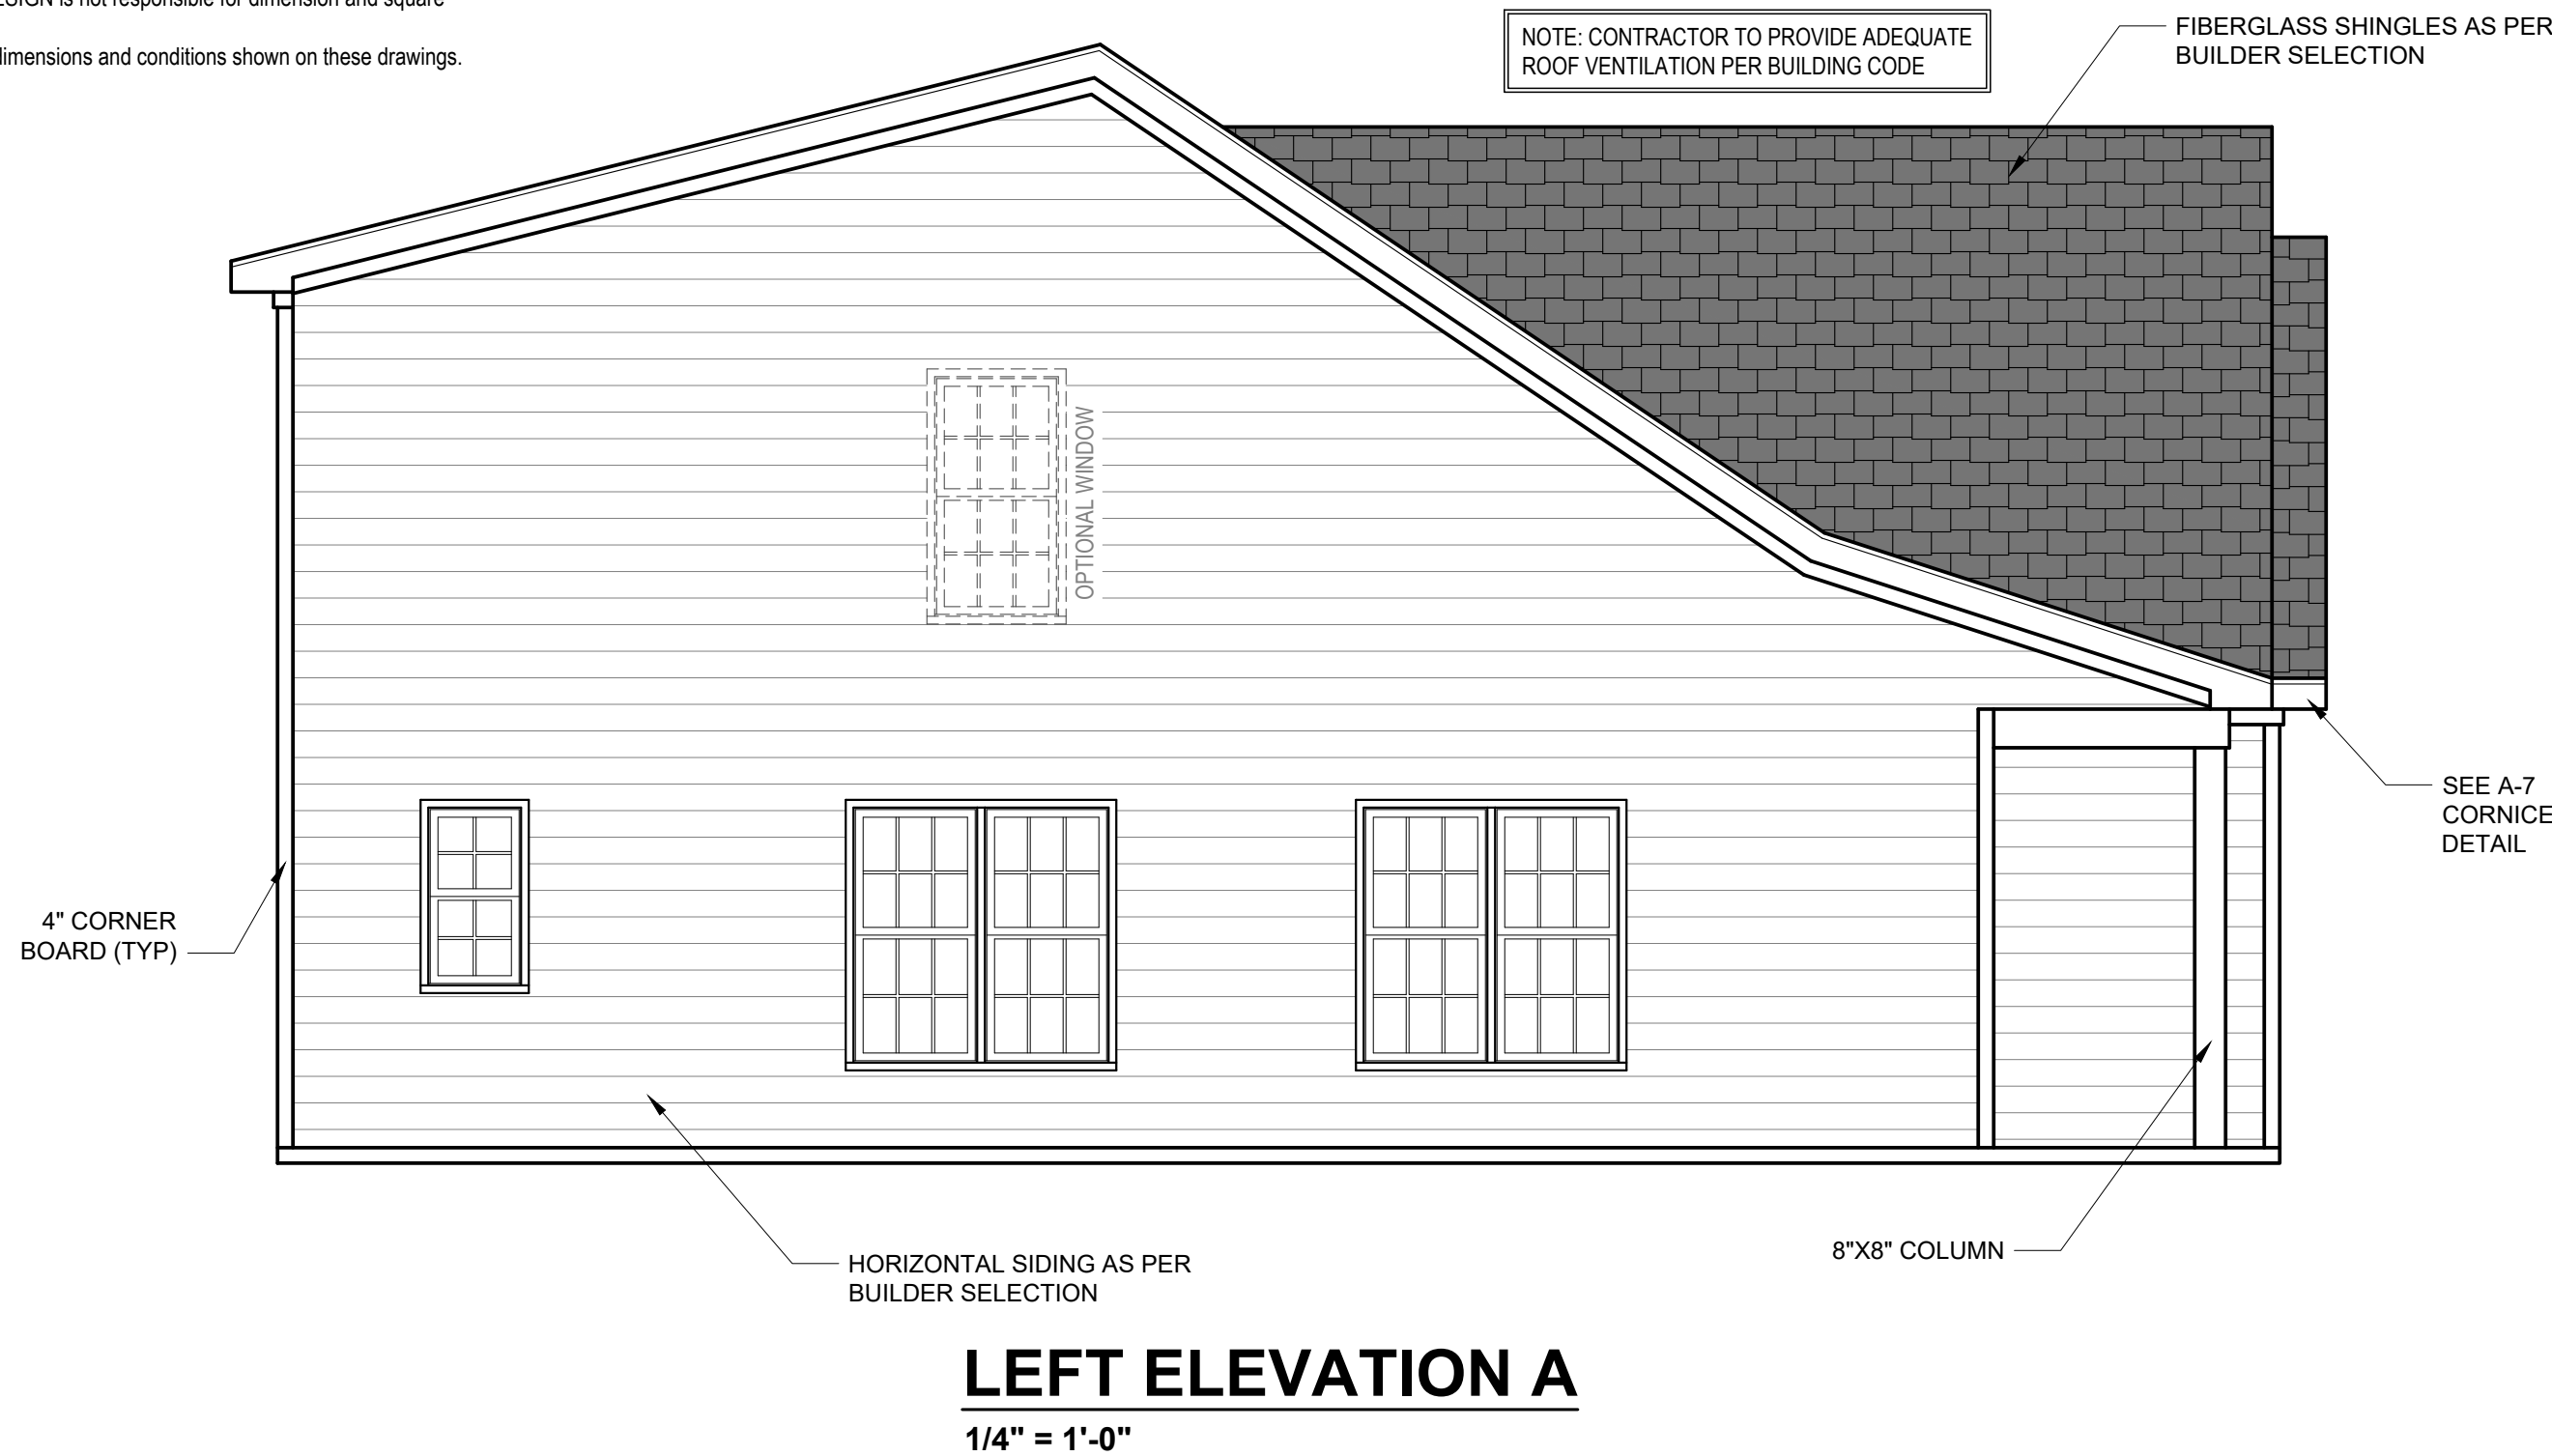 ESIGN is not responsible for dimension and square
dimensions and conditions shown on these drawings.
NOTE: CONTRACTOR TO PROVIDE ADEQUATE
ROOF VENTILATION PER BUILDING CODE
FIBERGLASS SHINGLES AS PER
BUILDER SELECTION
OPTIONAL WINDOW
SEE A-7
CORNICE
DETAIL
4" CORNER
BOARD (TYP)
HORIZONTAL SIDING AS PER
BUILDER SELECTION
8"X8" COLUMN
LEFT ELEVATION A
1/4" = 1'-0"